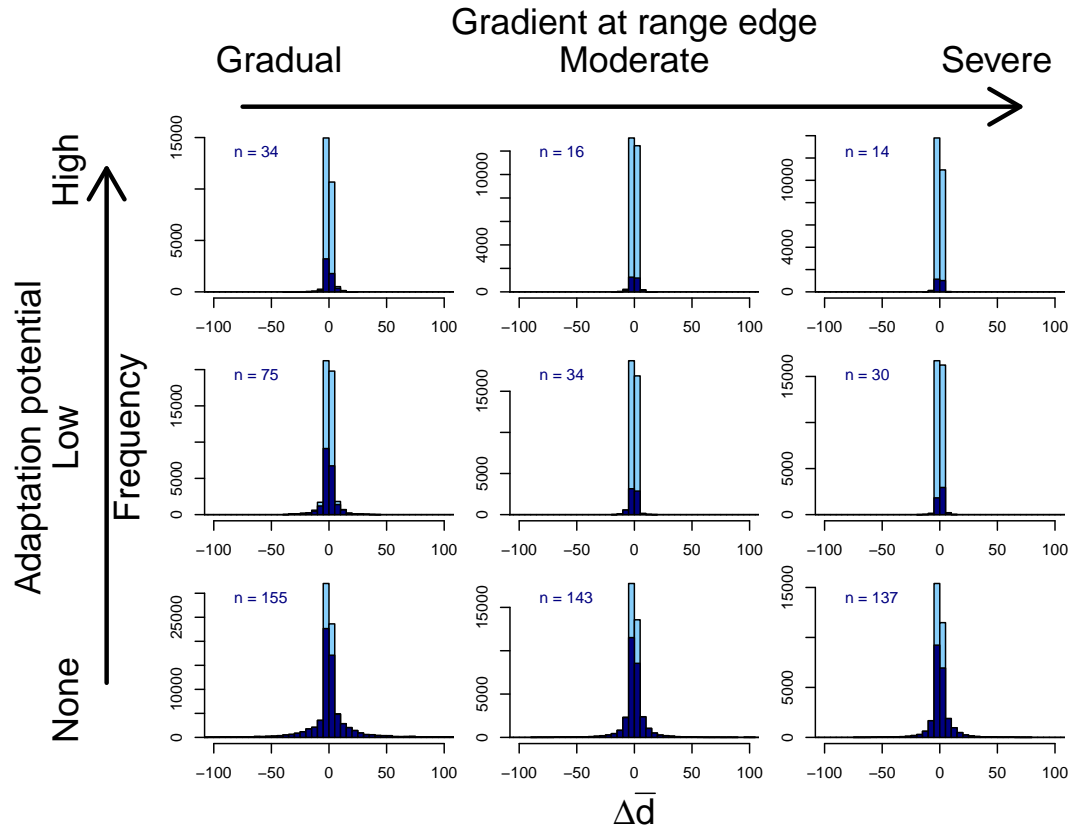 Gradient at range edge
Gradual Moderate Severe
Adaptation potential
High
Low
None
Frequency
n = 34
0 5000 15000
−100 −50 0 50 100
n = 16
0 4000 10000
−100 −50 0 50 100
n = 14
0 4000 10000
−100 −50 0 50 100
n = 75
0 5000 15000
−100 −50 0 50 100
n = 34
0 5000 15000
−100 −50 0 50 100
n = 30
0 5000 15000
−100 −50 0 50 100
n = 155
0 5000 15000 25000
−100 −50 0 50 100
n = 143
0 5000 15000
−100 −50 0 50 100
n = 137
0 5000 15000
−100 −50 0 50 100
Δd̅